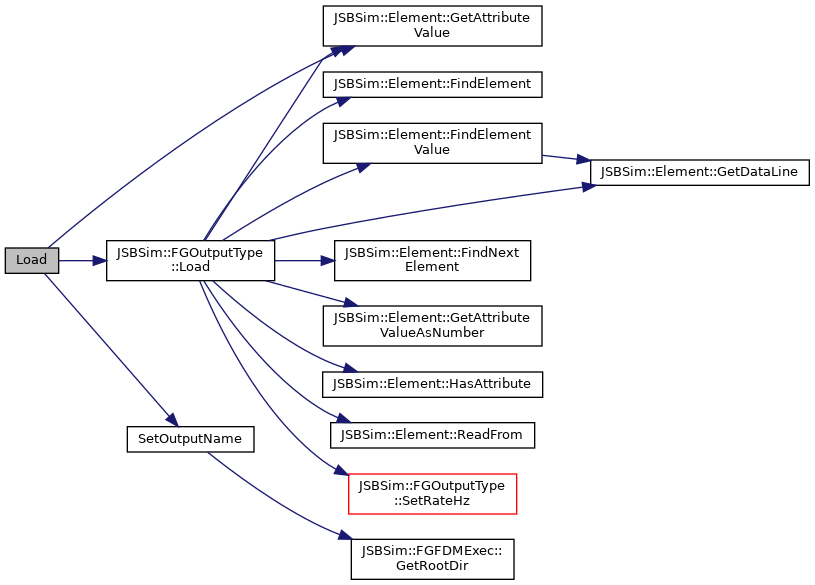 JSBSim::Element::GetAttribute
Value
JSBSim::Element::FindElement
JSBSim::Element::FindElement
Value
JSBSim::Element::GetDataLine
Load
JSBSim::FGOutputType
::Load
JSBSim::Element::FindNext
Element
JSBSim::Element::GetAttribute
ValueAsNumber
JSBSim::Element::HasAttribute
JSBSim::Element::ReadFrom
SetOutputName
JSBSim::FGOutputType
::SetRateHz
JSBSim::FGFDMExec::
GetRootDir